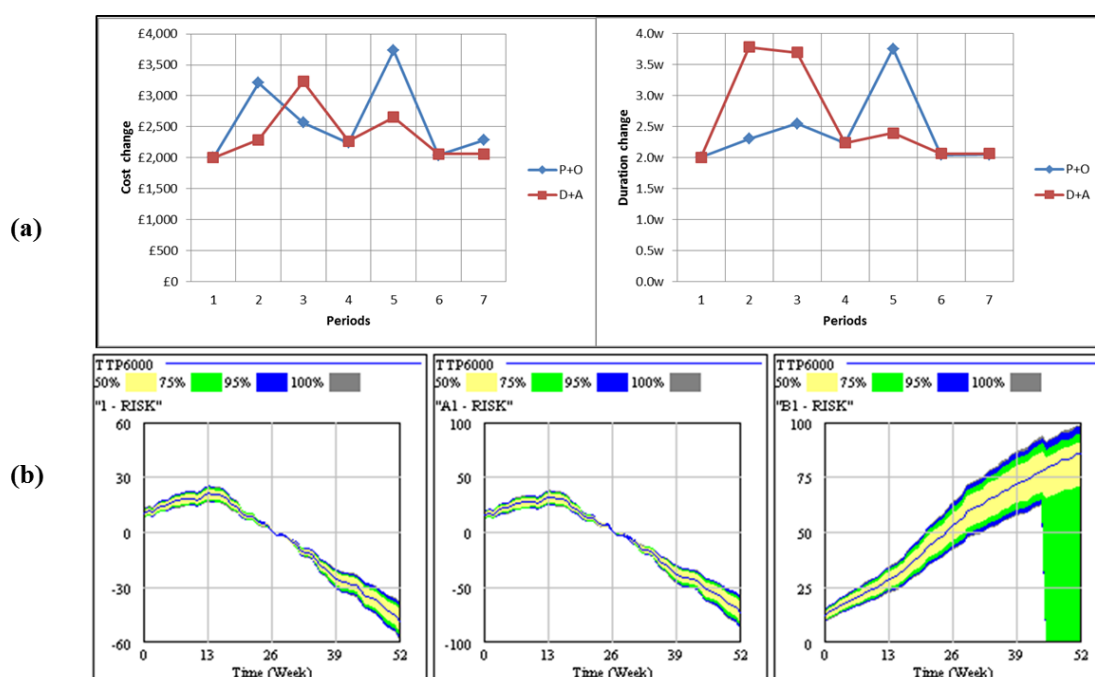 (a)
£4,000
£3,500
£3,000
£2,500
£2,000
£1,500
£1,000
£500
£0
Cost change
1 2 3 4 5 6 7
Periods
P+O
D+A
4.0w
3.5w
3.0w
2.5w
2.0w
1.5w
1.0w
0.5w
0.0w
Duration change
1 2 3 4 5 6 7
Periods
P+O
D+A
(b)
TTP6000
50% 75% 95% 100%
"1 - RISK"
60
30
0
-30
-60
0 13 26 39 52
Time (Week)
TTP6000
50% 75% 95% 100%
"A1 - RISK"
100
50
0
-50
-100
0 13 26 39 52
Time (Week)
TTP6000
50% 75% 95% 100%
"B1 - RISK"
100
75
50
25
0
0 13 26 39 52
Time (Week)